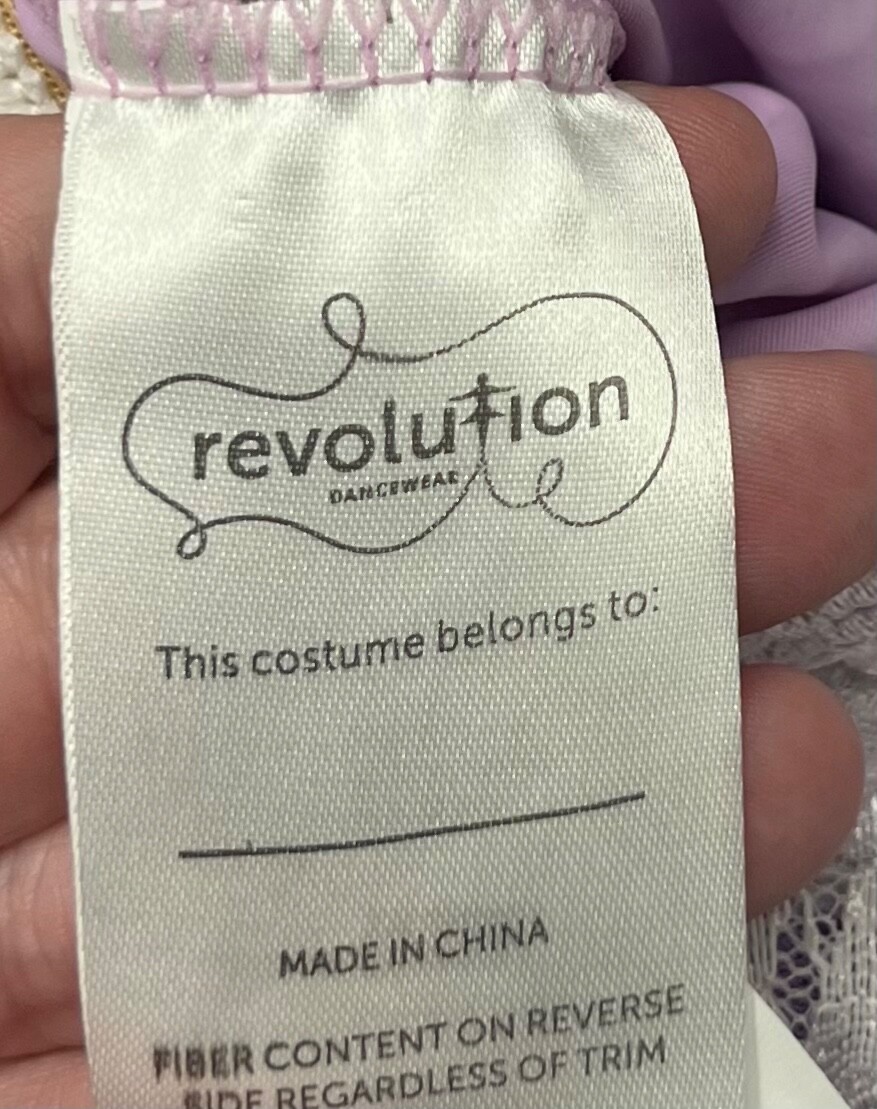 revolution
DANCEWEAR
This costume belongs to:
MADE IN CHINA
FIBER CONTENT ON REVERSE
SIDE REGARDLESS OF TRIM